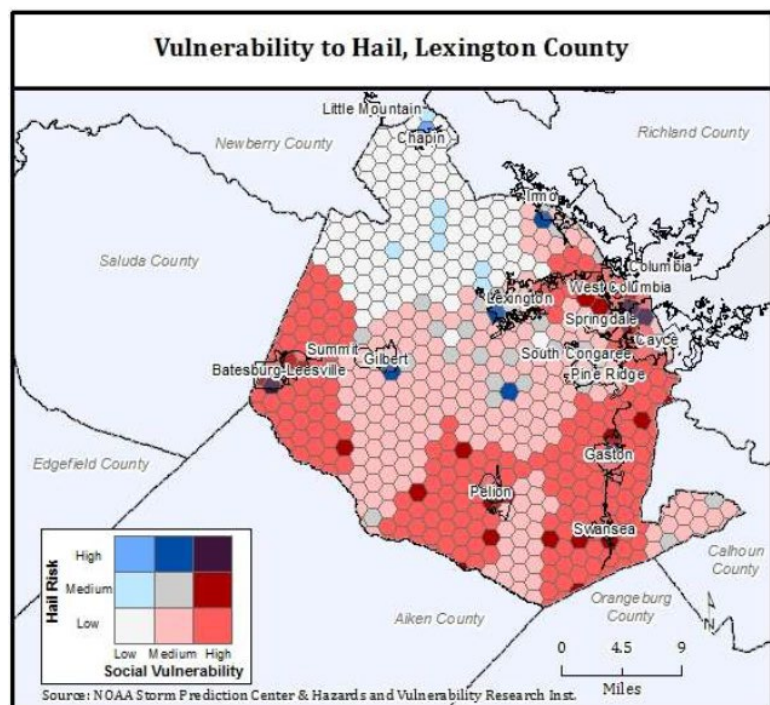 Vulnerability to Hail, Lexington County
Little Mountain
Newberry County
Chapin
Richland County
Irmo
Saluda County
Columbia
West Columbia
Lexington
Springdale
Cayce
Summit
South Congaree
Gilbert
Batesburg-Leesville
Pine Ridge
Edgefield County
Gaston
Pelion
Swansea
Calhoun
County
Orangeburg
County
Aiken County
N
High
Medium
Low
Hail Risk
Low Medium High
Social Vulnerability
0 4.5 9
Miles
Source: NOAA Storm Prediction Center & Hazards and Vulnerability Research Inst.